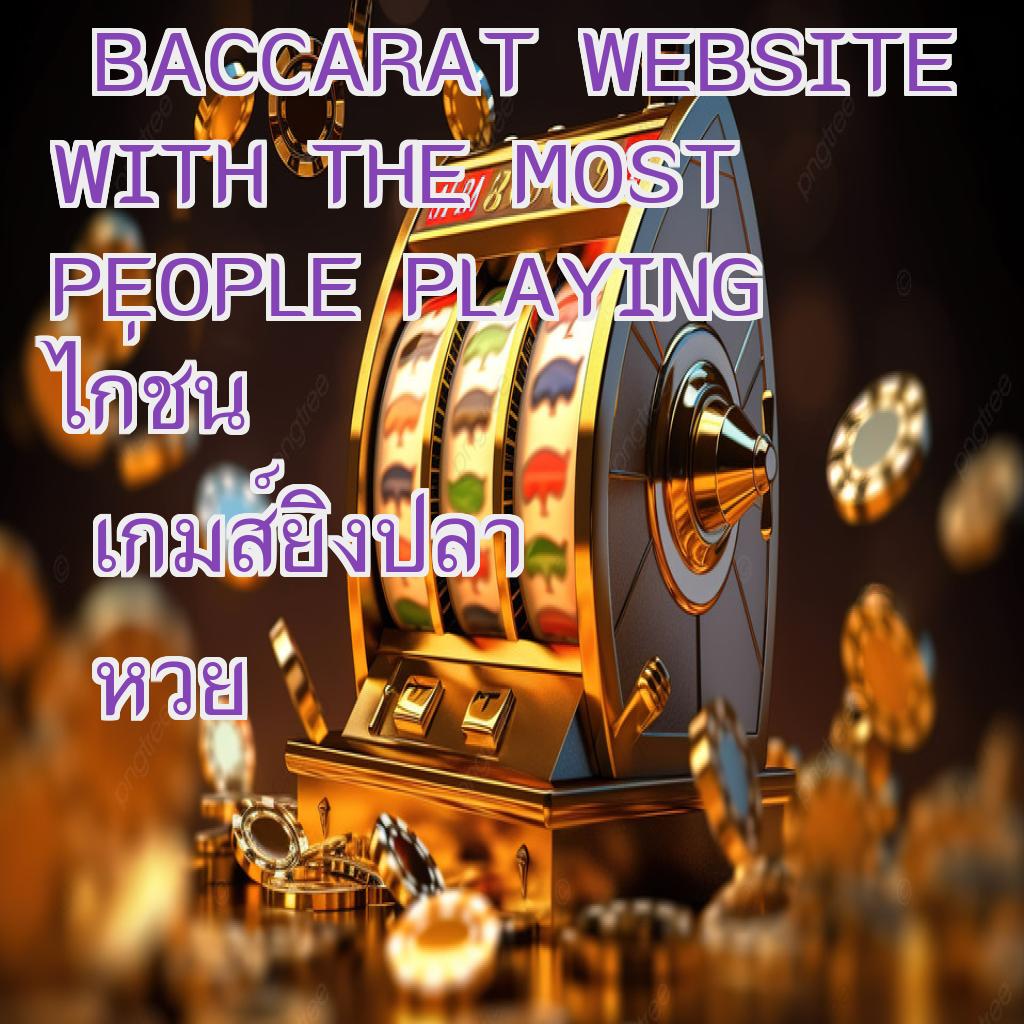 BACCARAT WEBSITE
WITH THE MOST
PEOPLE PLAYING
ไก่ชน
เกมส์ยิงปลา
หวย
pngtree